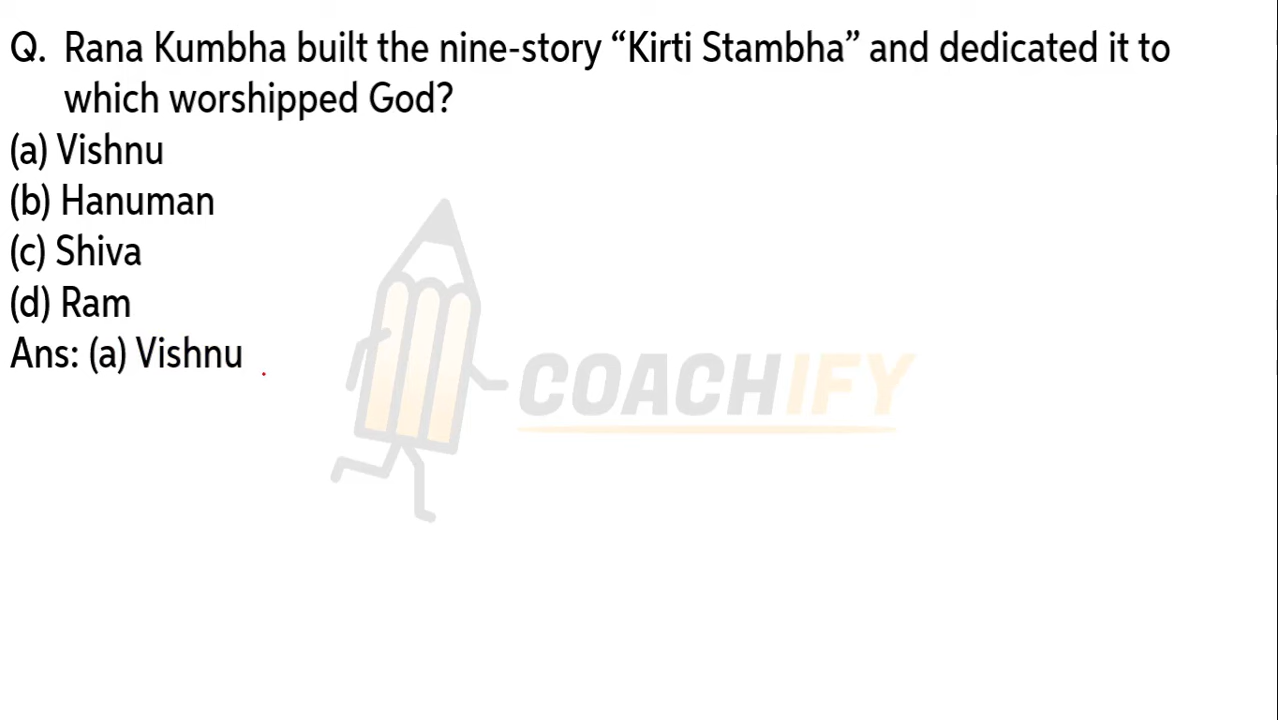 Q. Rana Kumbha built the nine-story “Kirti Stambha” and dedicated it to
which worshipped God?
(a) Vishnu
(b) Hanuman
(c) Shiva
(d) Ram
Ans: (a) Vishnu
COACHIFY